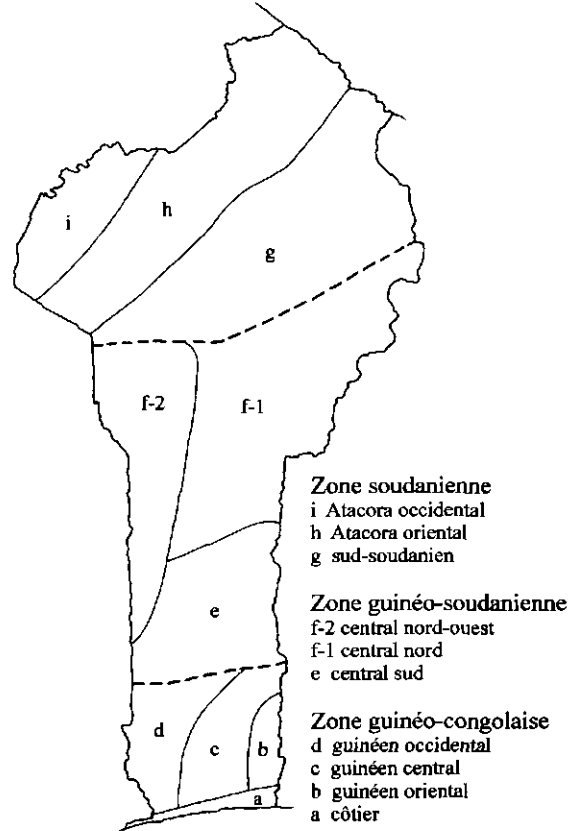 i
h
g
f-2
f-1
e
d
c
b
a
Zone soudanienne
i Atacora occidental
h Atacora oriental
g sud-soudanien
Zone guinéo-soudanienne
f-2 central nord-ouest
f-1 central nord
e central sud
Zone guinéo-congolaise
d guinéen occidental
c guinéen central
b guinéen oriental
a côtier